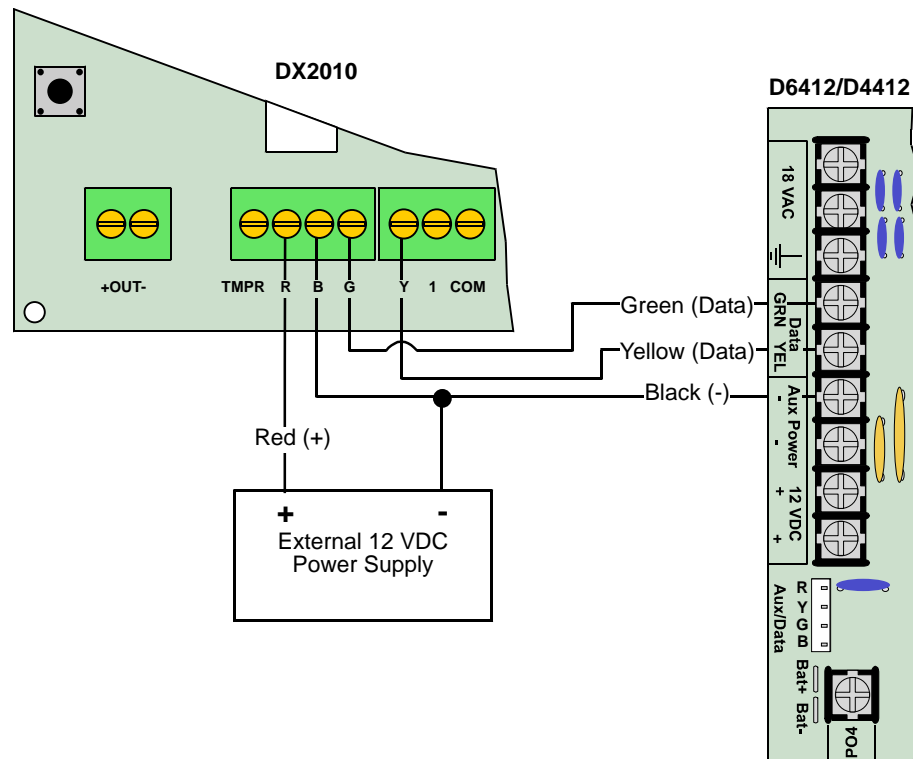 DX2010
D6412/D4412
+OUT-
TMPR R B G Y 1 COM
18 VAC
GRN YEL
Data
Green (Data)
Yellow (Data)
Black (-)
- -
Aux Power
+ +
12 VDC
Red (+)
+ -
External 12 VDC
Power Supply
R
Y
G
B
Aux/Data
Bat+ Bat-
PO4